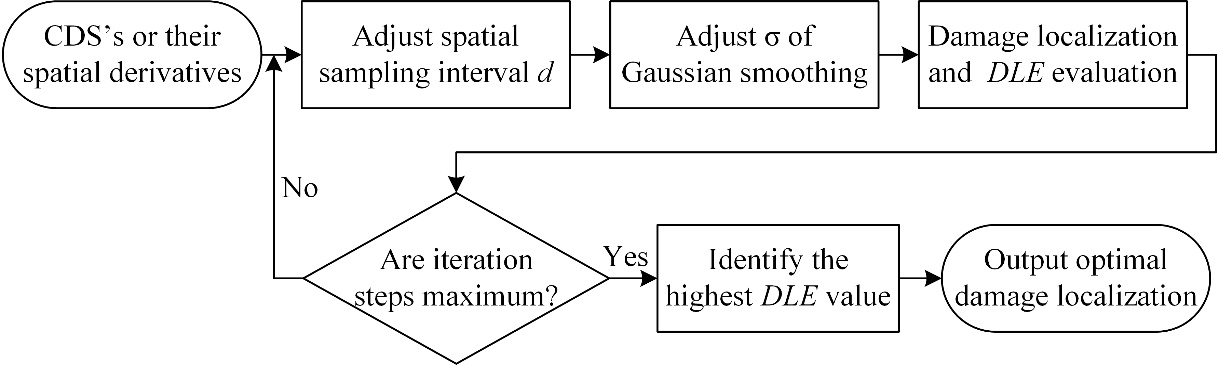 CDS's or their
spatial derivatives
Adjust spatial
sampling interval d
Adjust σ of
Gaussian smoothing
Damage localization
and DLE evaluation
No
Are iteration
steps maximum?
Yes
Identify the
highest DLE value
Output optimal
damage localization